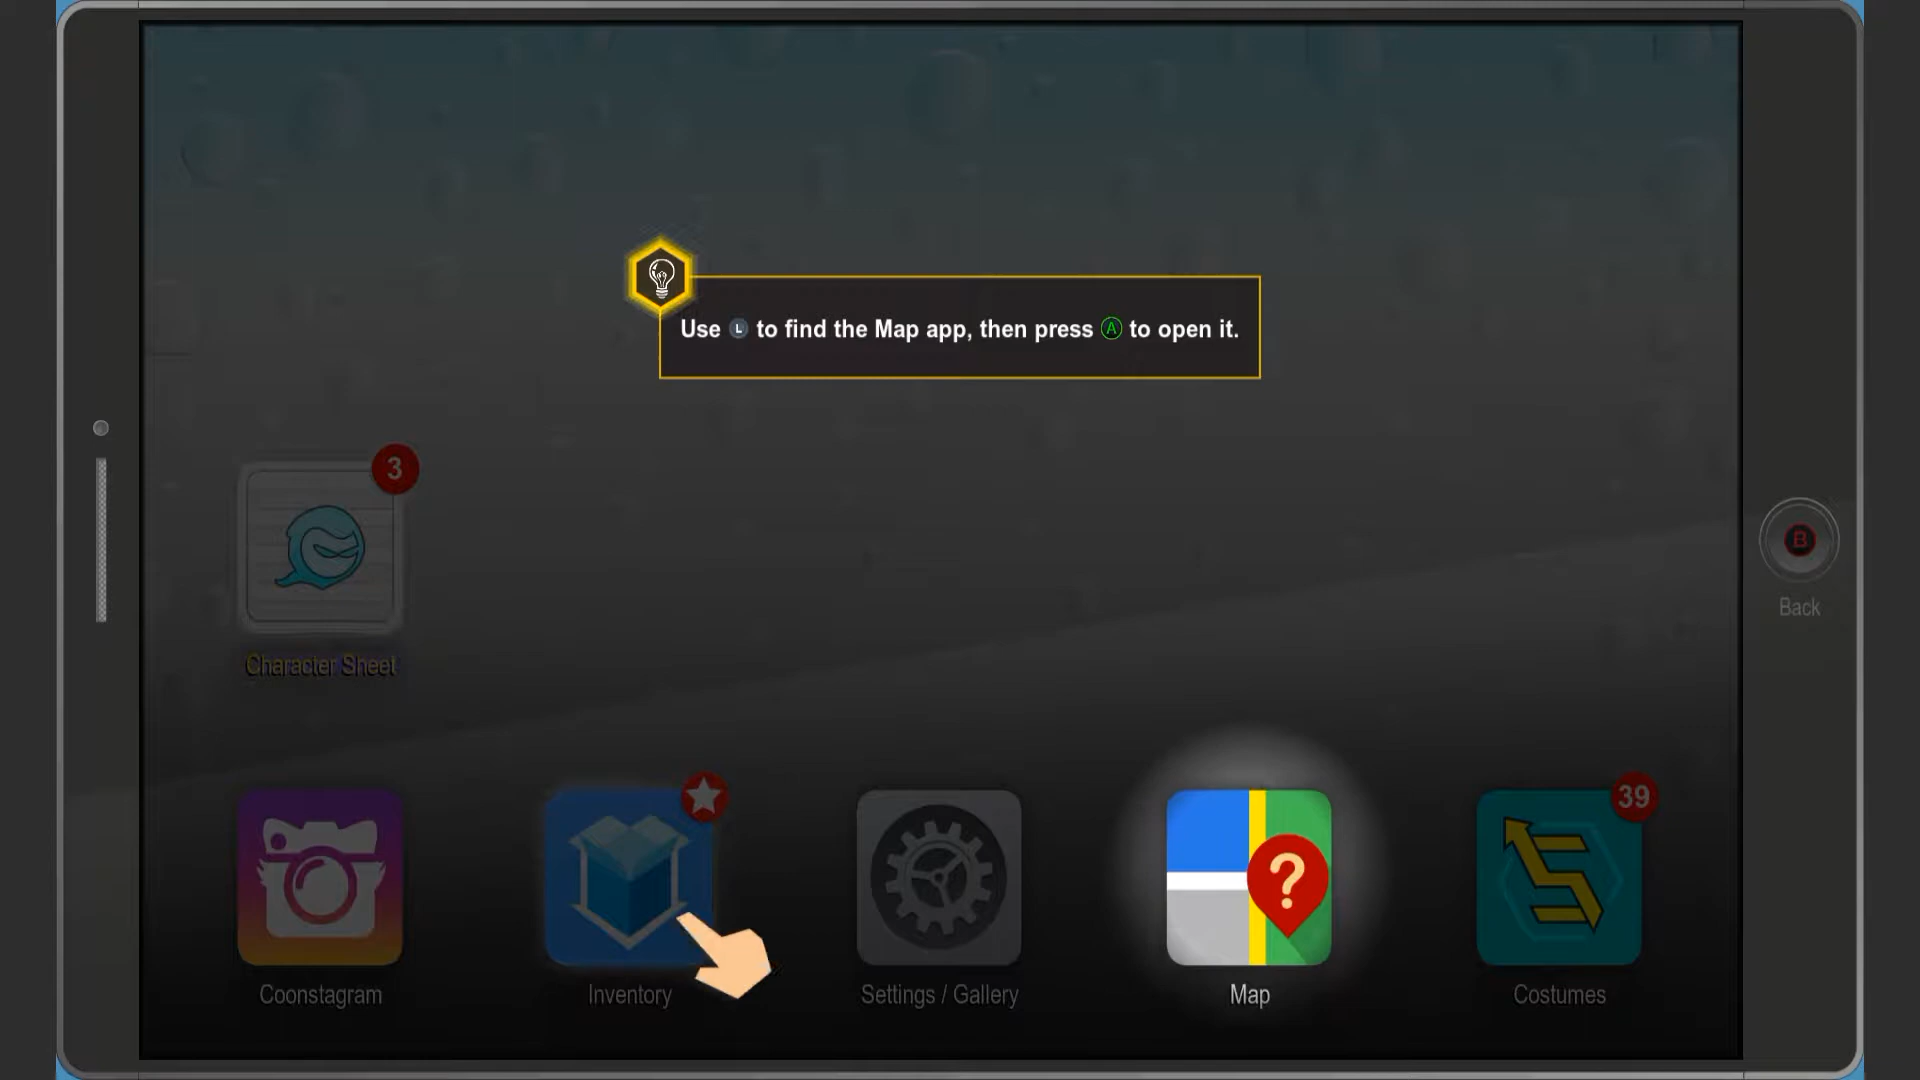 Use L to find the Map app, then press A to open it.
3
Character Sheet
B
Back
39
?
Coonstagram
Inventory
Settings / Gallery
Map
Costumes